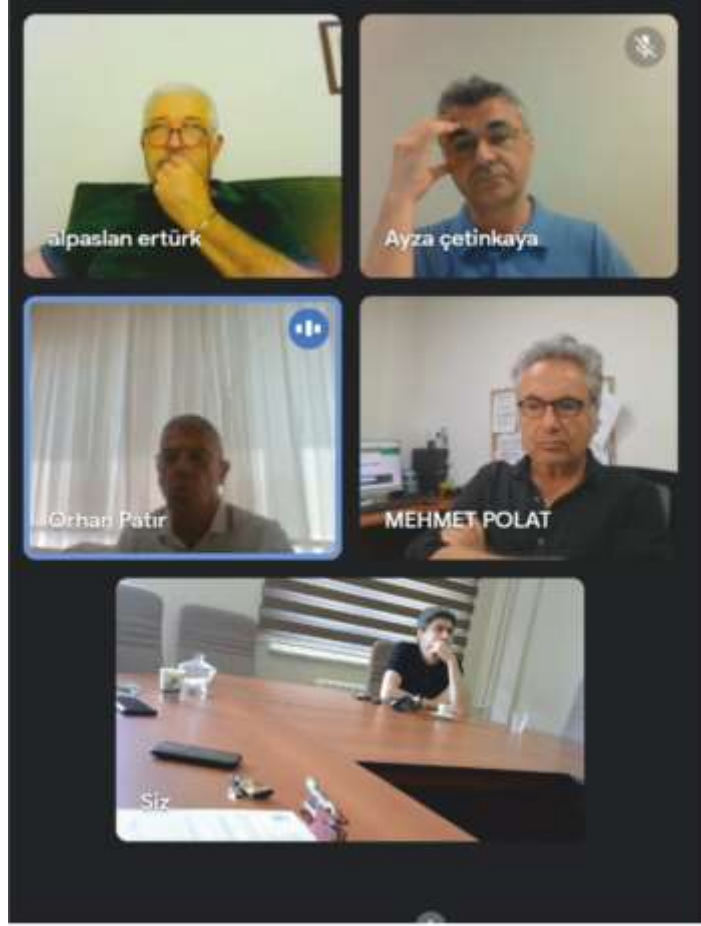 alpaslan ertürk
Ayza çetinkaya
Orhan Patır
MEHMET POLAT
Siz